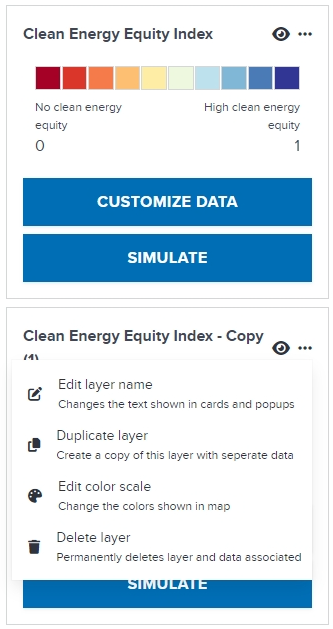 Clean Energy Equity Index
No clean energy
equity
High clean energy
equity
0
1
CUSTOMIZE DATA
SIMULATE
Clean Energy Equity Index - Copy
(1)
Edit layer name
Changes the text shown in cards and popups
Duplicate layer
Create a copy of this layer with seperate data
Edit color scale
Change the colors shown in map
Delete layer
Permanently deletes layer and data associated
SIMULATE